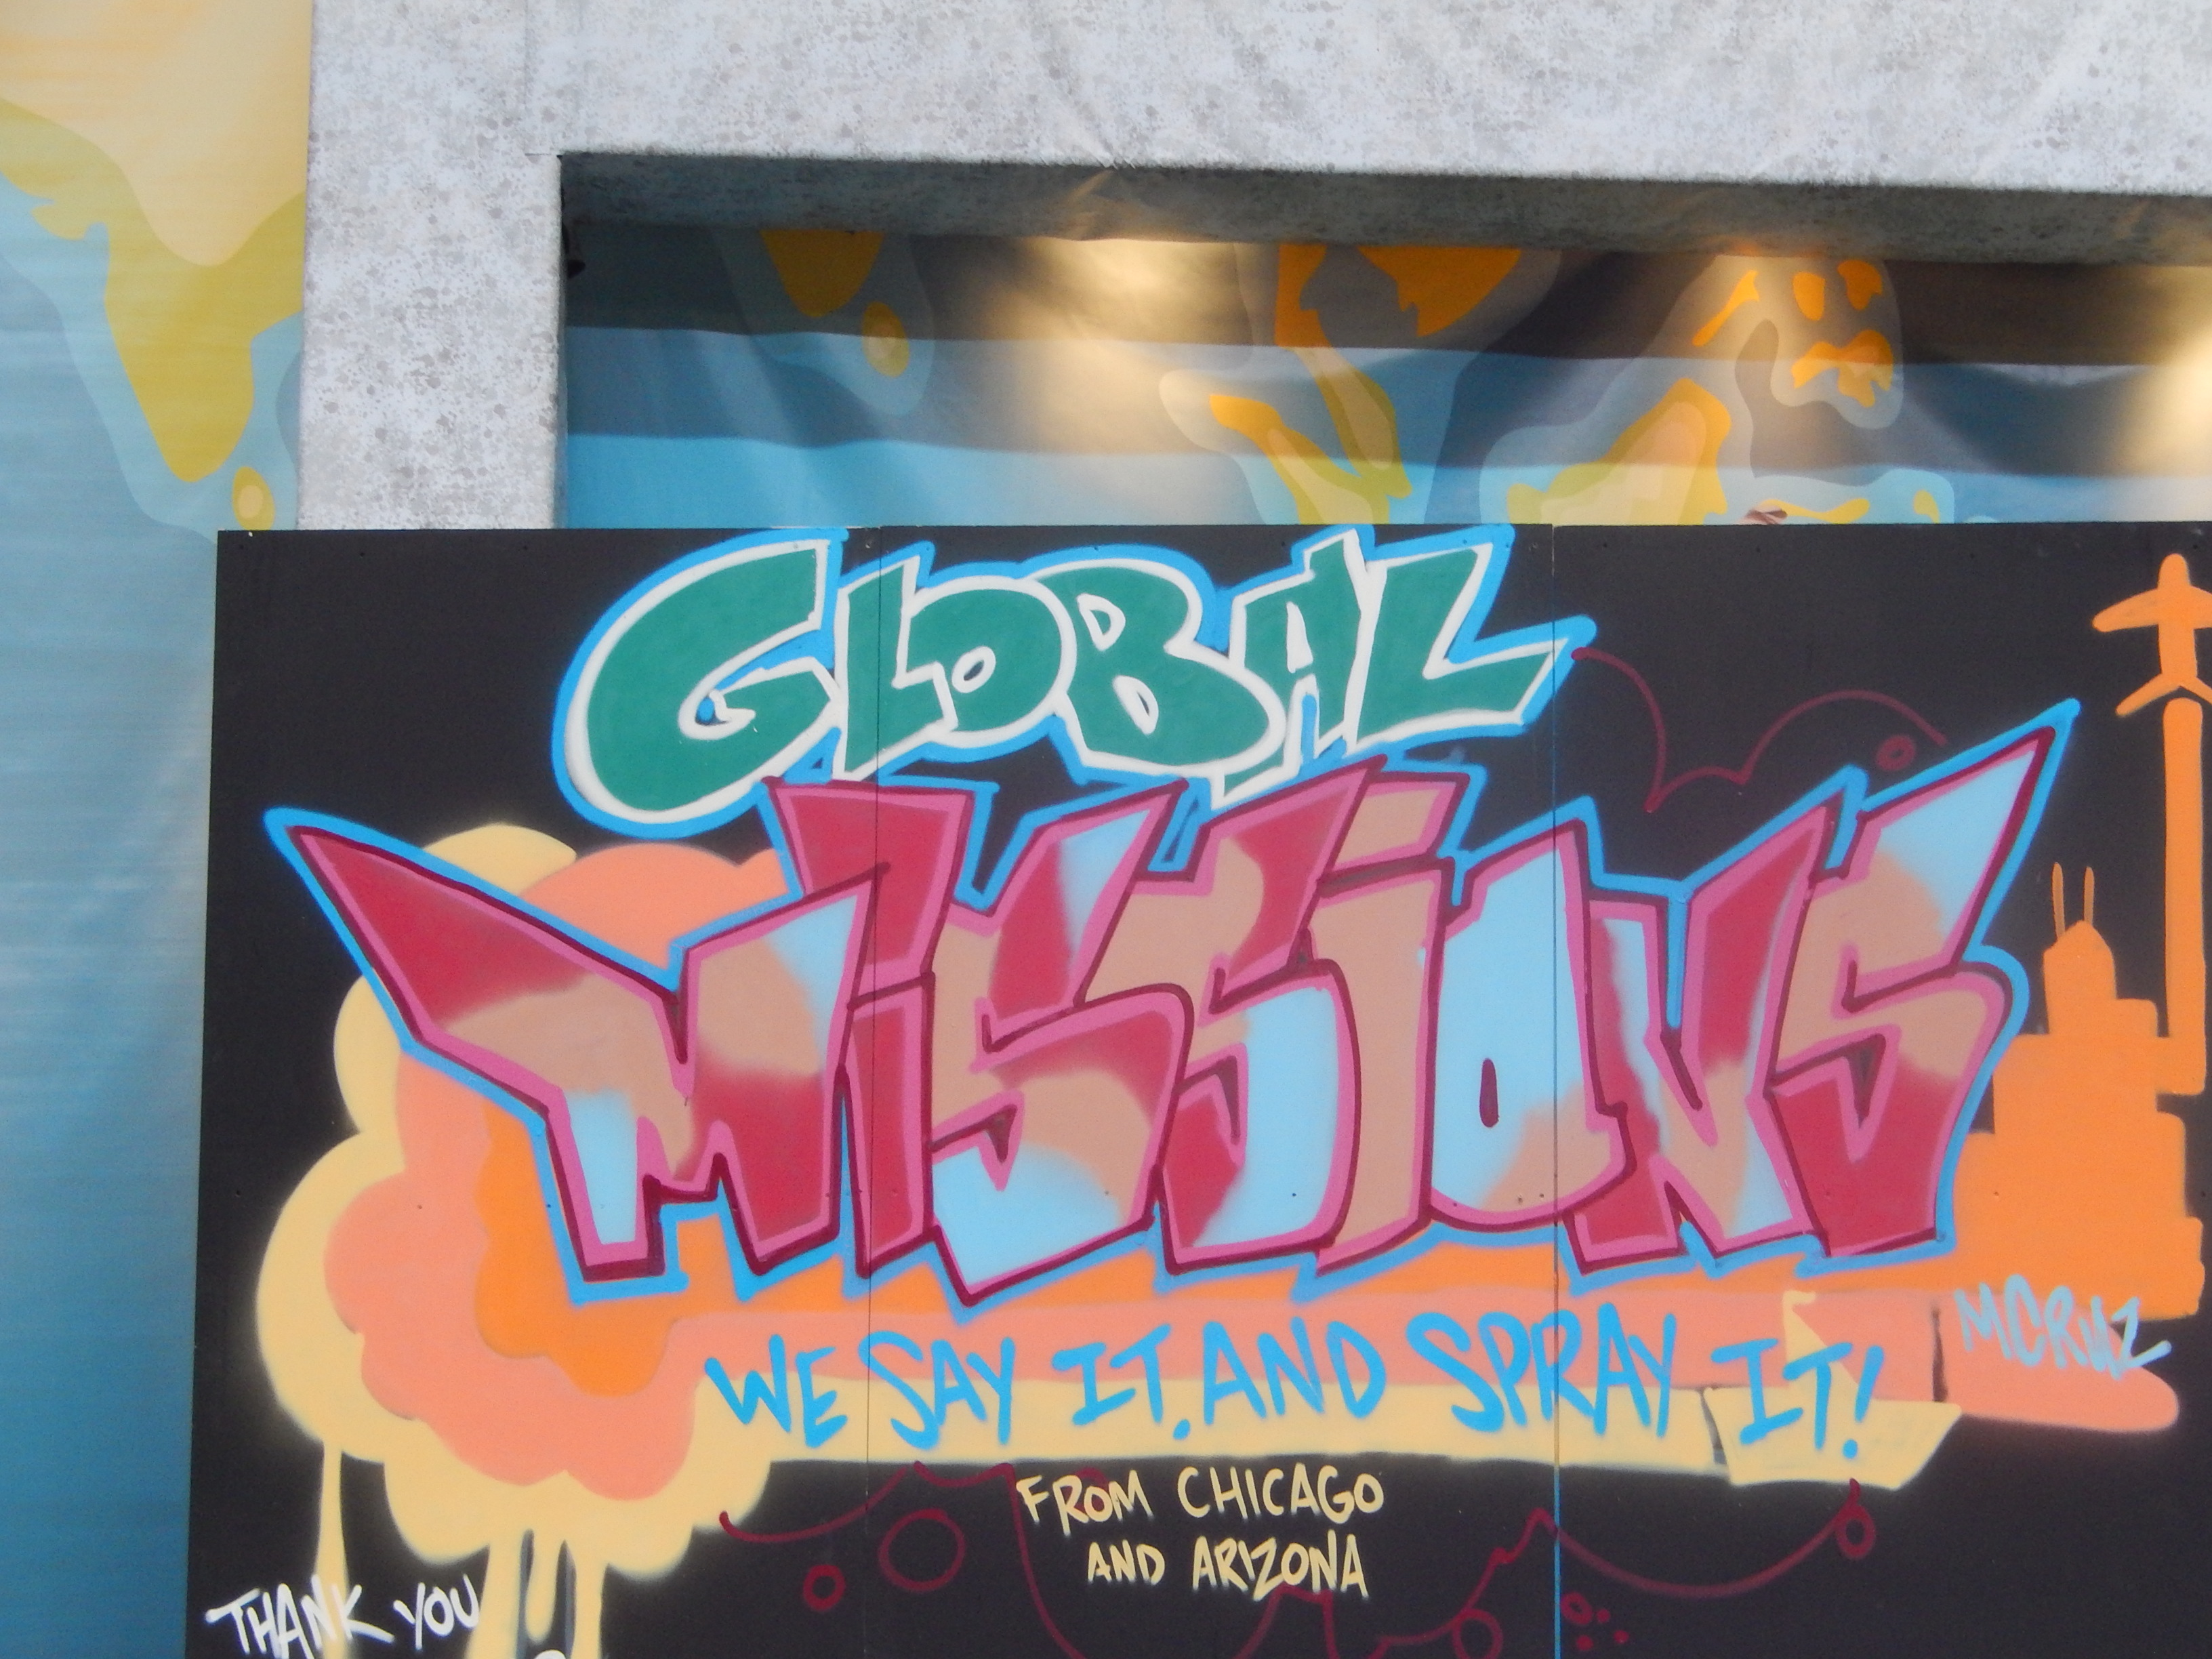 GLOBAL
MISSIONS
WE SAY IT. AND SPRAY IT!
MCRUZ
FROM CHICAGO
AND ARIZONA
THANK YOU